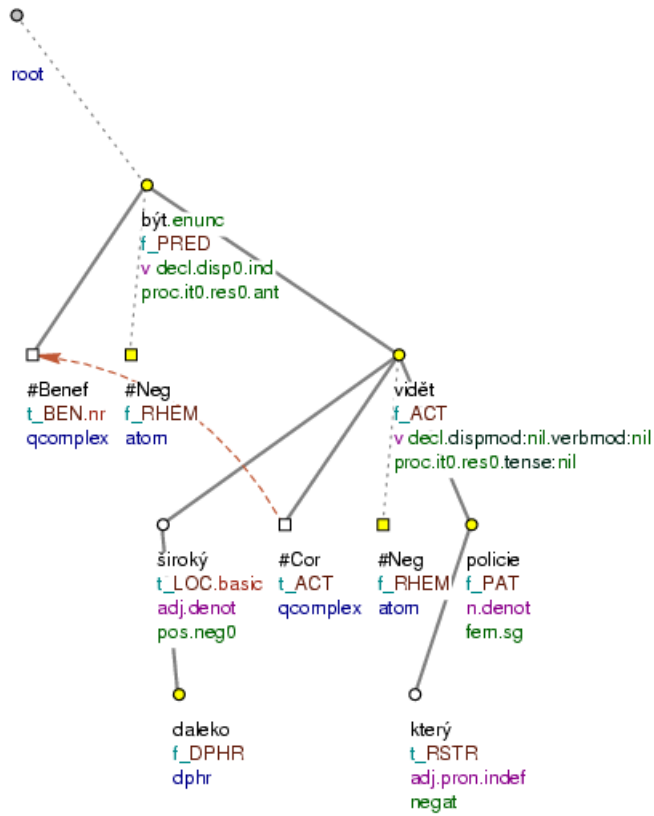 root
být.enunc
f_PRED
v decl.disp0.ind
proc.it0.res0.ant
#Benef
t_BEN.nr
qcomplex
#Neg
f_RHEM
atom
vidět
f_ACT
v decl.dispmod:nil.verbmod:nil
proc.it0.res0.tense:nil
široký
t_LOC.basic
adj.denot
pos.neg0
#Cor
t_ACT
qcomplex
#Neg
f_RHEM
atom
policie
f_PAT
n.denot
fem.sg
daleko
f_DPHR
dphr
který
t_RSTR
adj.pron.indef
negat